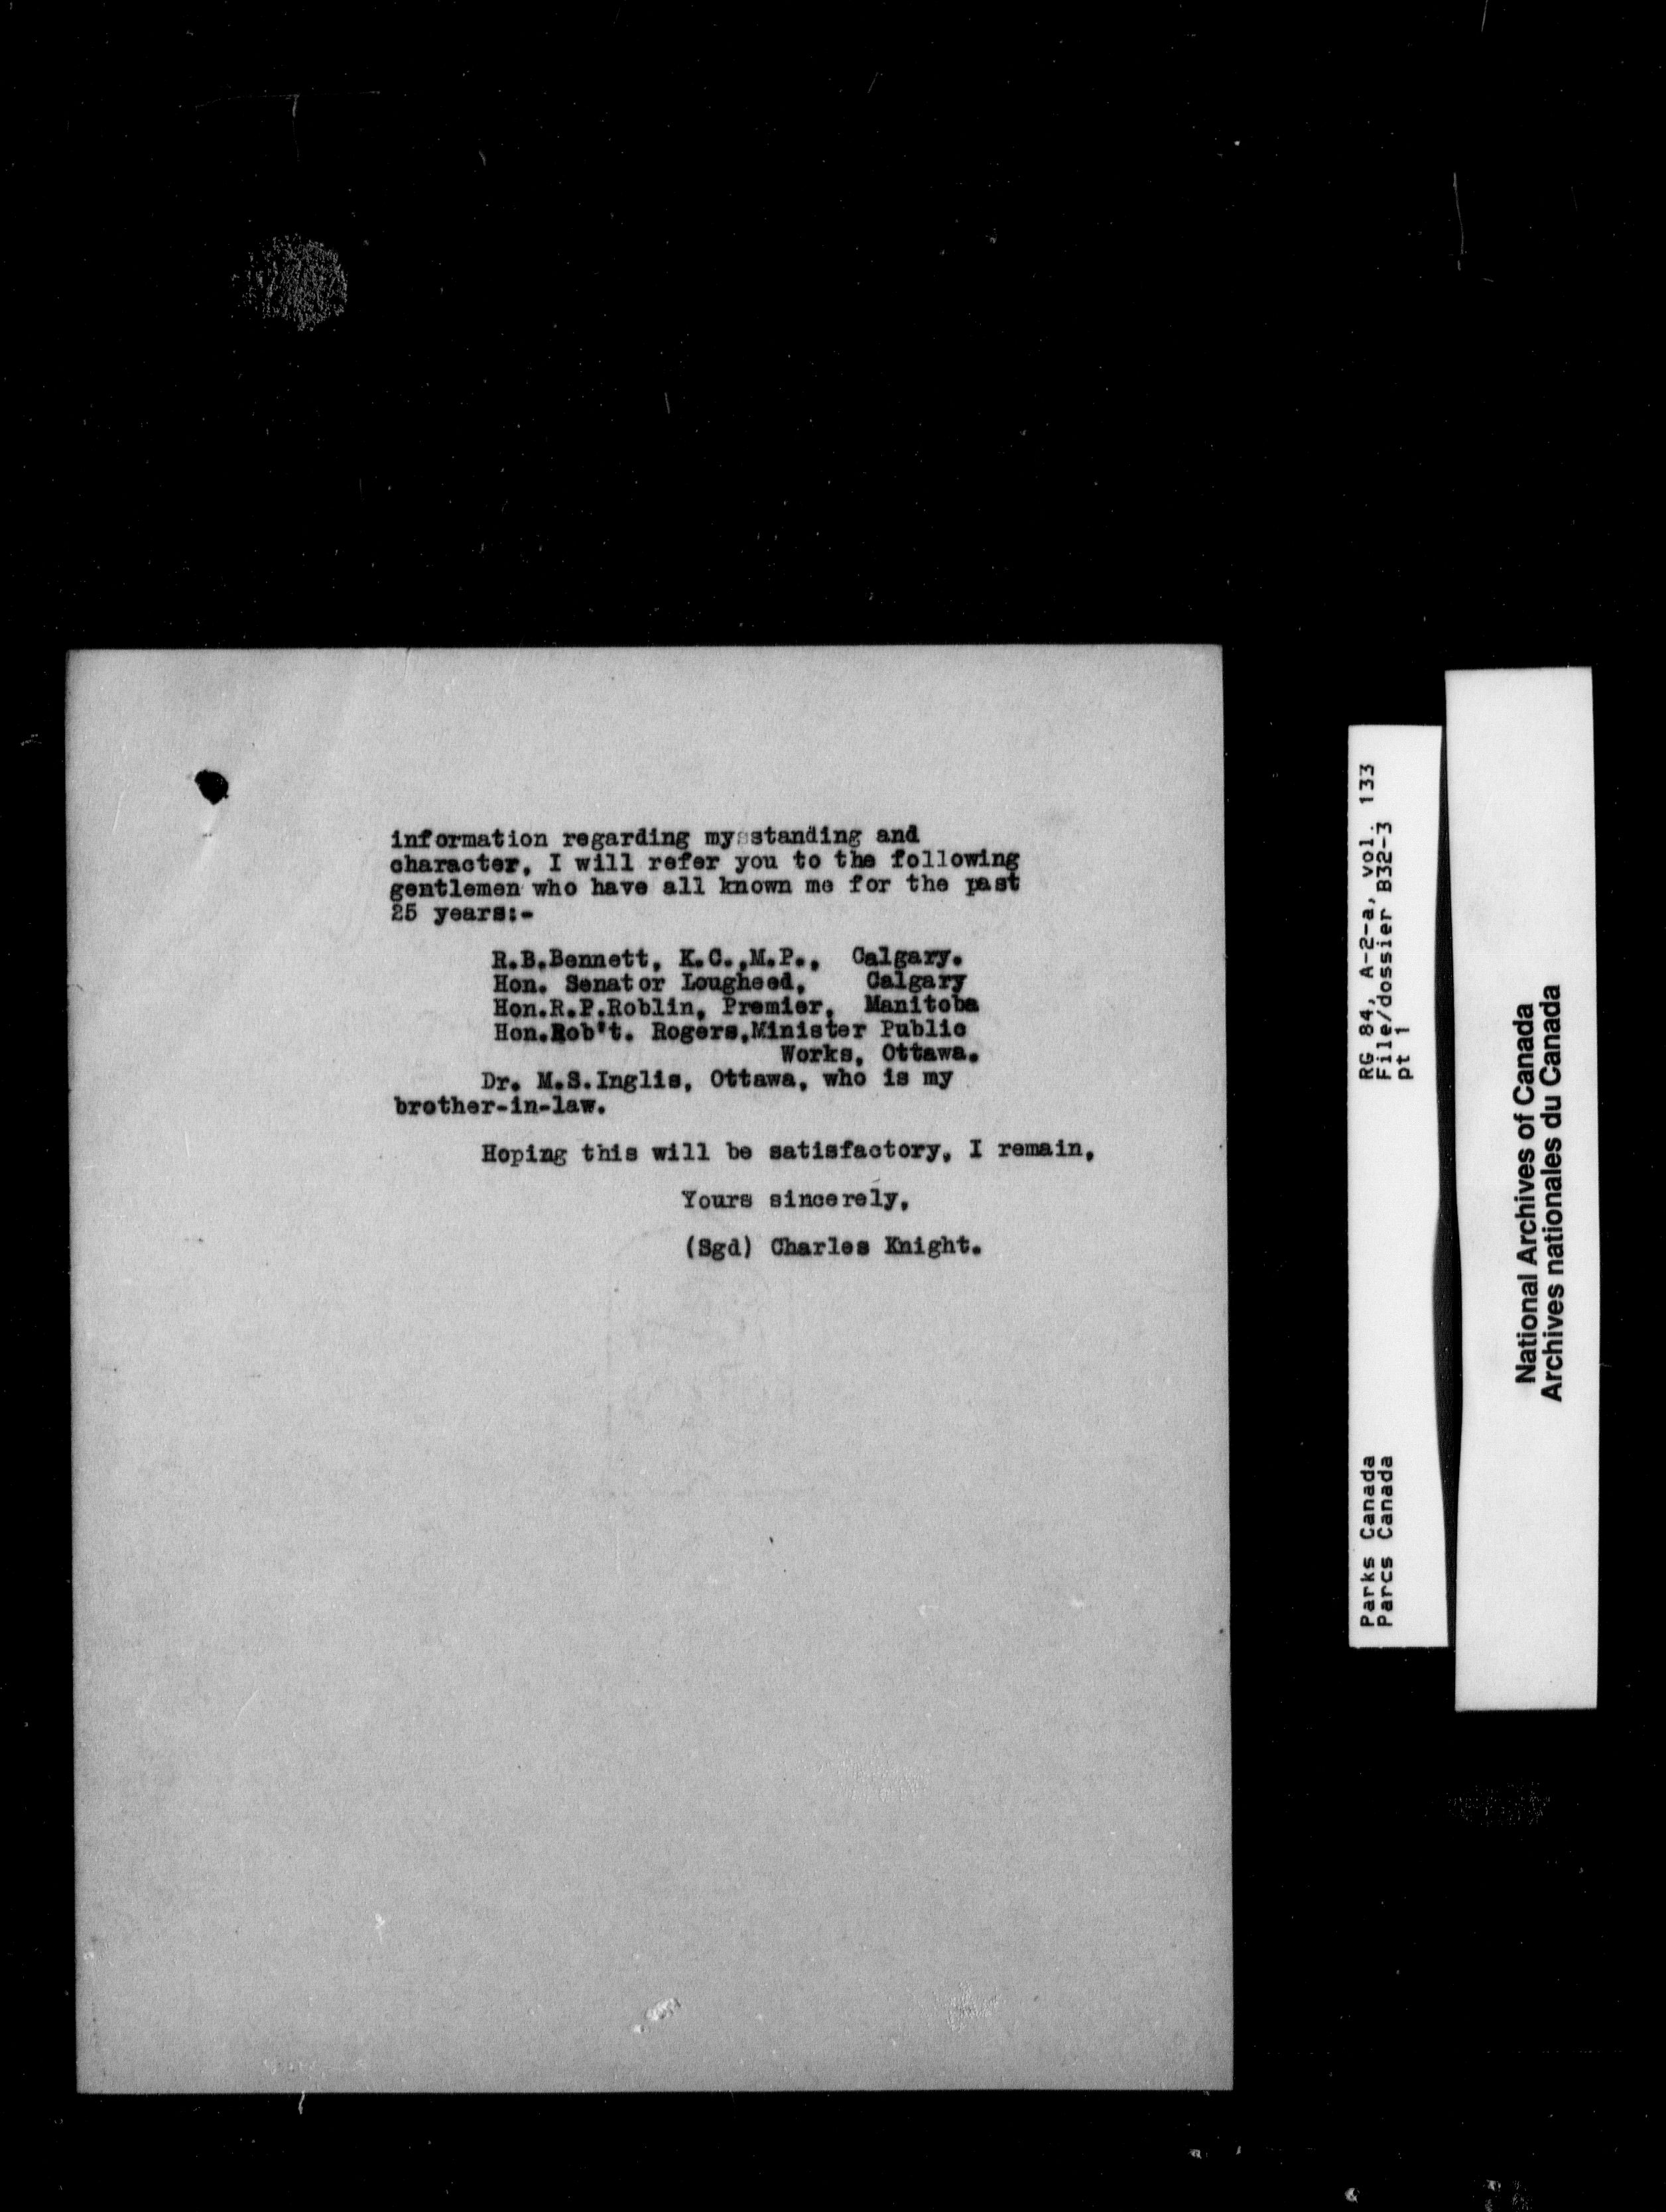 information regarding my standing and
character, I will refer you to the following
gentlemen who have all known me for the past
25 years:-
R.B.Bennett, K.C.,M.P., Calgary.
Hon. Senator Lougheed, Calgary
Hon.R.P.Roblin, Premier, Manitoba
Hon.Rob't. Rogers,Minister Public
Works, Ottawa.
Dr. M.S.Inglis, Ottawa, who is my
brother-in-law.
Hoping this will be satisfactory, I remain,
Yours sincerely,
(Sgd) Charles Knight.
Parks Canada
Parcs Canada
RG 84, A-2-a, vol. 133
File/dossier B32-3
pt 1
National Archives of Canada
Archives nationales du Canada